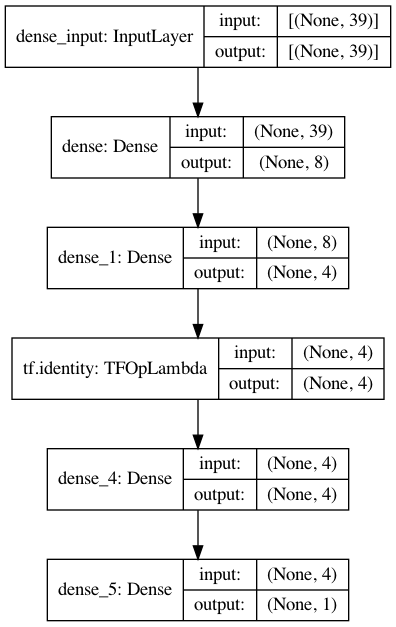 dense_input: InputLayer
input: [(None, 39)]
output: [(None, 39)]
dense: Dense
input: (None, 39)
output: (None, 8)
dense_1: Dense
input: (None, 8)
output: (None, 4)
tf.identity: TFOpLambda
input: (None, 4)
output: (None, 4)
dense_4: Dense
input: (None, 4)
output: (None, 4)
dense_5: Dense
input: (None, 4)
output: (None, 1)